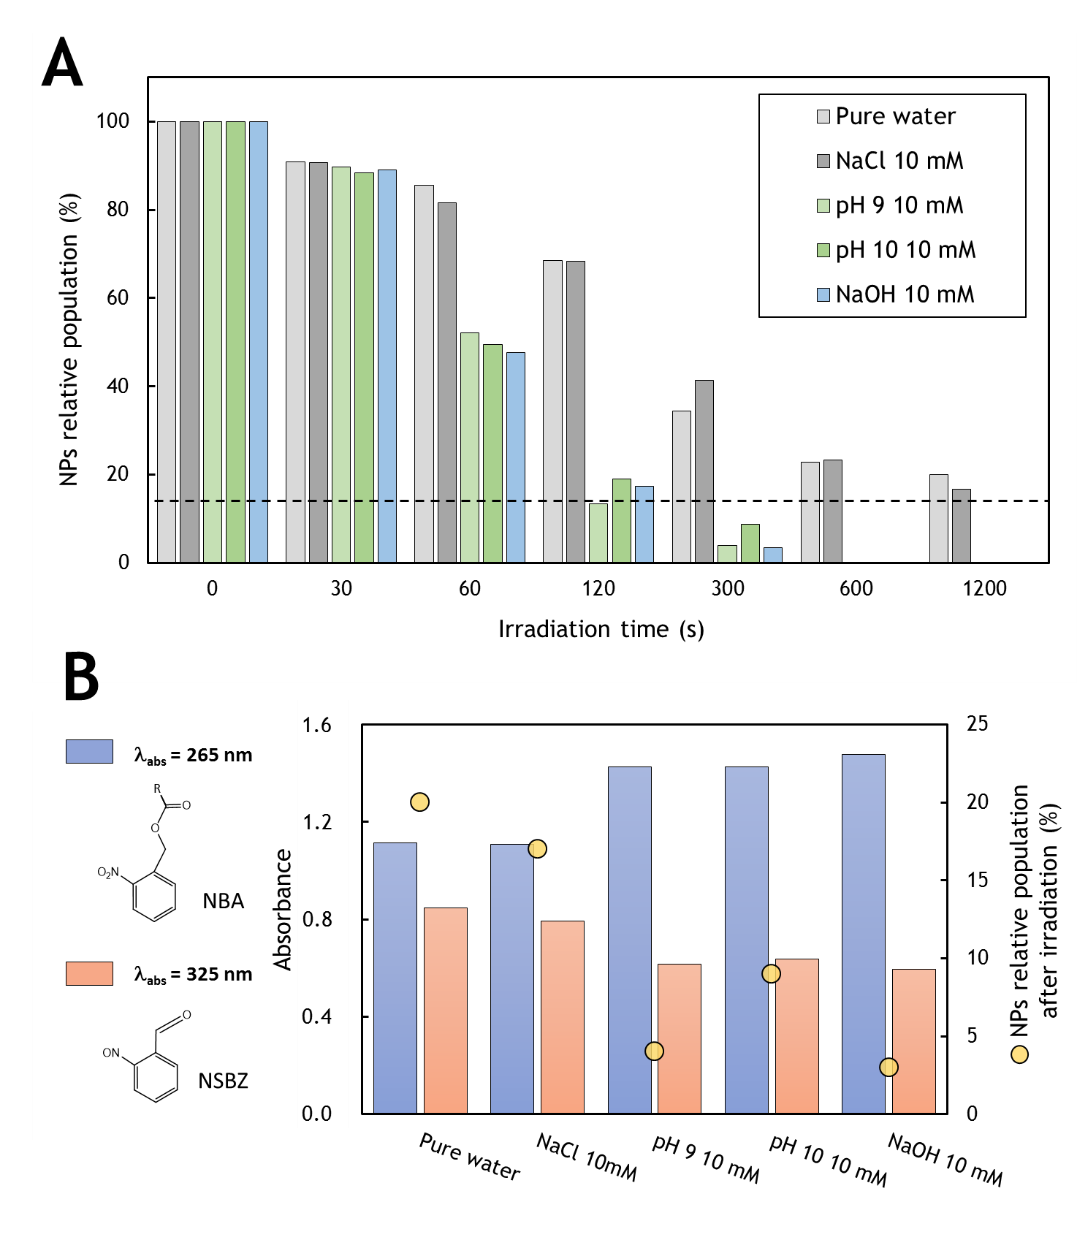 A
NPs relative population (%)
100
80
60
40
20
0
Pure water
NaCl 10 mM
pH 9 10 mM
pH 10 10 mM
NaOH 10 mM
0 30 60 120 300 600 1200
Irradiation time (s)
B
λabs = 265 nm
R
O
O
O2N
NBA
λabs = 325 nm
O
ON
NSBZ
Absorbance
1.6
1.2
0.8
0.4
0.0
25
20
15
10
5
0
NPs relative population
after irradiation (%)
Pure water
NaCl 10mM
pH 9 10 mM
pH 10 10 mM
NaOH 10 mM